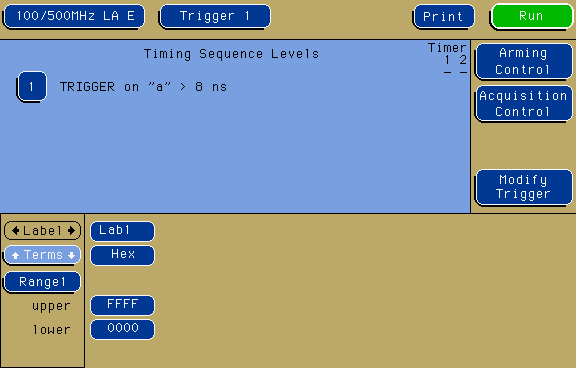 100/500MHz LA E
Trigger 1
Print
Run
Timing Sequence Levels
Timer
1 2
– –
1
TRIGGER on "a" > 8 ns
Arming
Control
Acquisition
Control
Modify
Trigger
Label
Lab1
Terms
Hex
Range1
upper
FFFF
lower
0000